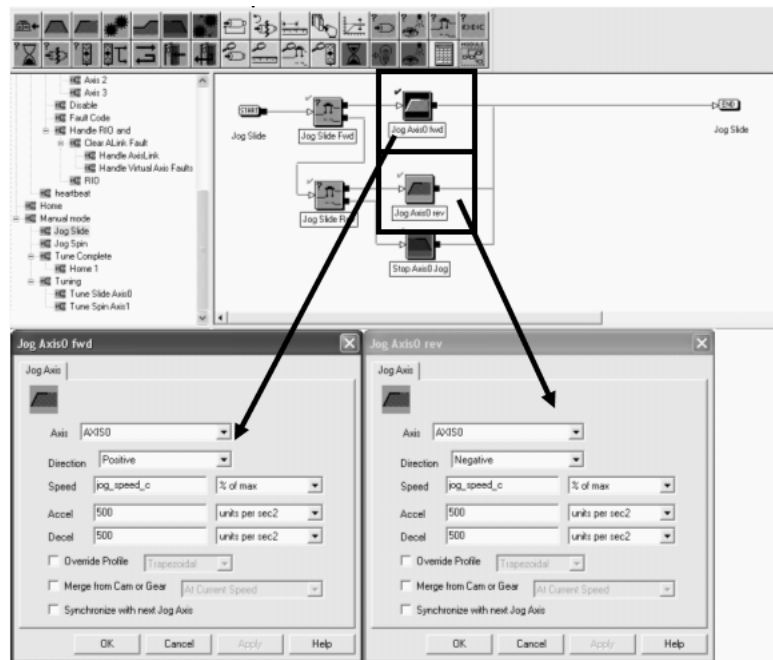 Axis 2
Axis 3
Disable
Fault Code
Handle RIO and
Clear ALink Fault
Handle AxisLink
Handle Virtual Axis Faults
RIO
heartbeat
Home
Manual mode
Jog Slide
Jog Spin
Tune Complete
Home 1
Tuning
Tune Slide Axis0
Tune Spin Axis1
START
Jog Slide
Jog Slide Fwd
Jog Axis0 fwd
END
Jog Slide
Jog Slide
Jog Axis0 rev
Stop Axis0 Jog
Jog Axis0 fwd
Jog Axis
Axis AXIS0
Direction Positive
Speed jog_speed_c % of max
Accel 500 units per sec2
Decel 500 units per sec2
Override Profile Trapezoidal
Merge from Cam or Gear At Current Speed
Synchronize with next Jog Axis
OK Cancel Apply Help
Jog Axis0 rev
Jog Axis
Axis AXIS0
Direction Negative
Speed jog_speed_c % of max
Accel 500 units per sec2
Decel 500 units per sec2
Override Profile Trapezoidal
Merge from Cam or Gear At Current Speed
Synchronize with next Jog Axis
OK Cancel Apply Help